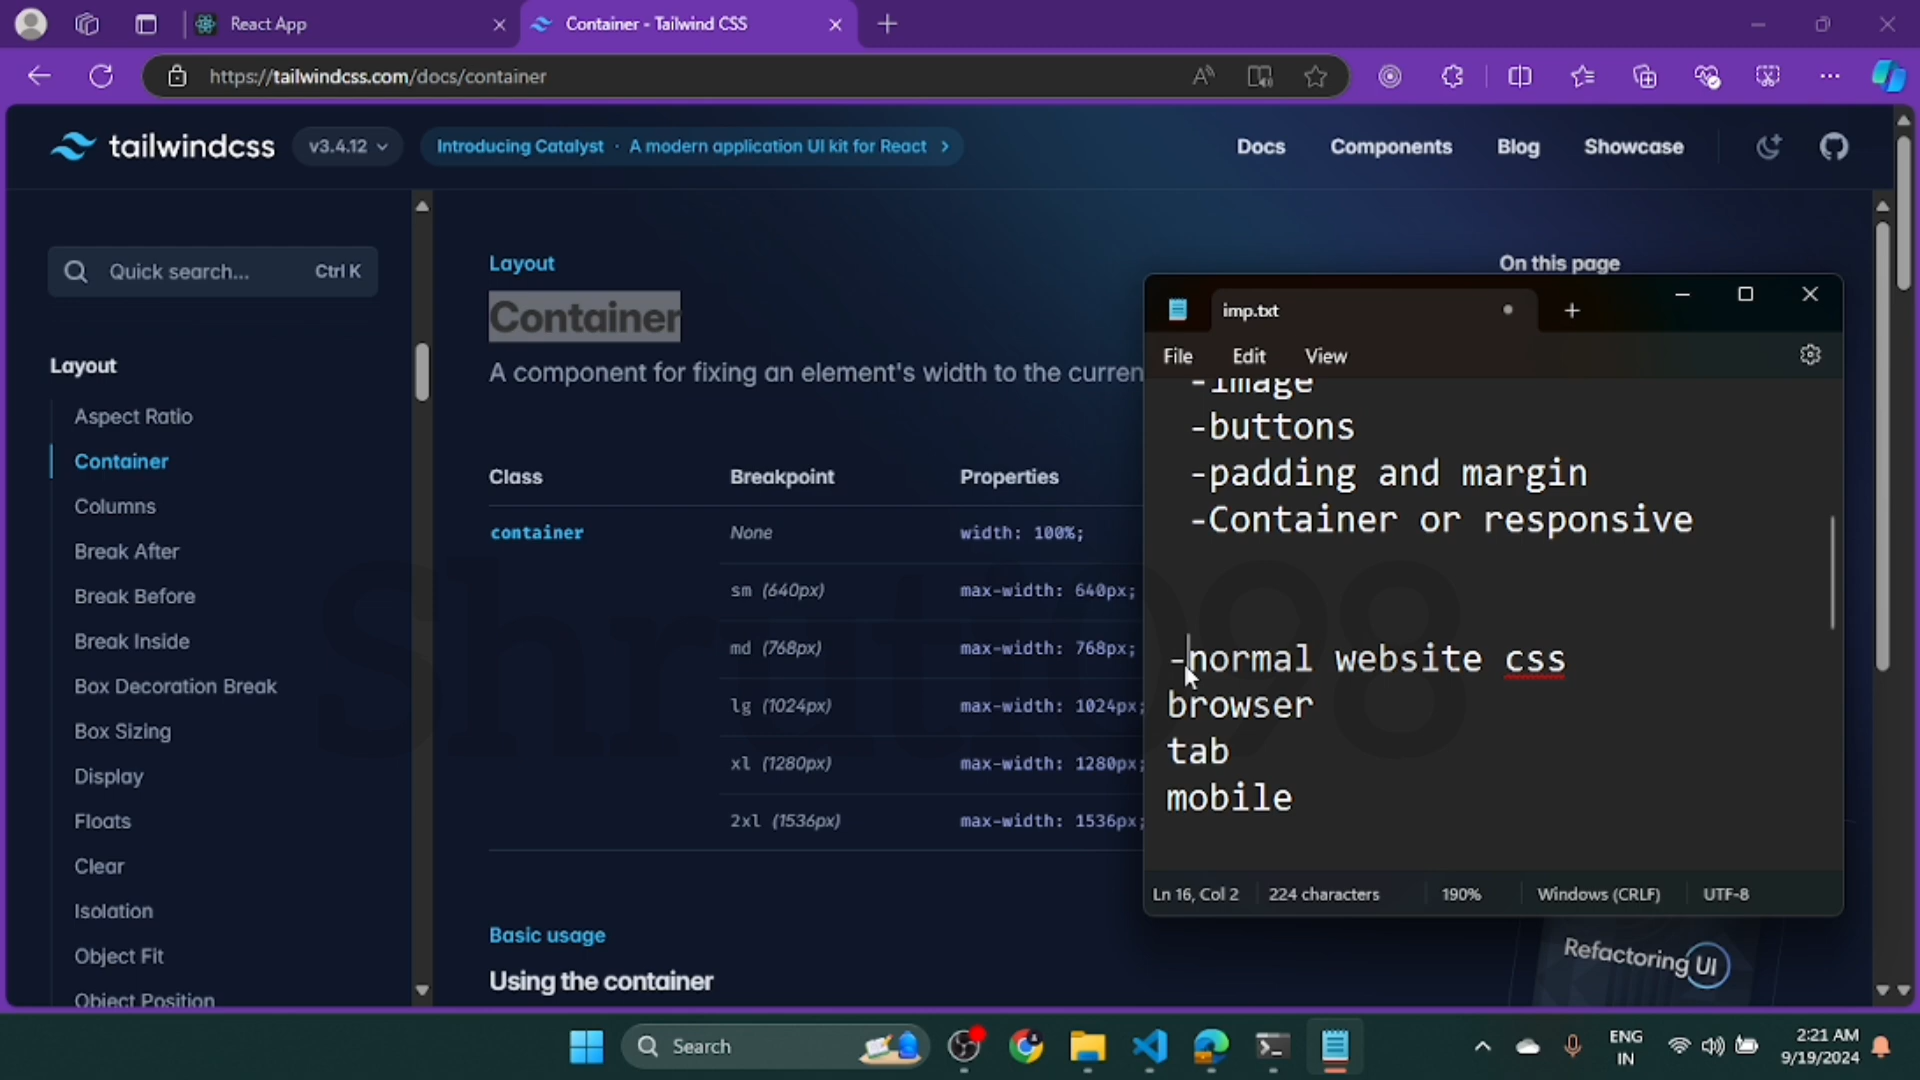 React App
Container - Tailwind CSS
https://tailwindcss.com/docs/container
tailwindcss
v3.4.12
Introducing Catalyst · A modern application UI kit for React
Docs
Components
Blog
Showcase
Quick search...
Ctrl K
Layout
Aspect Ratio
Container
Columns
Break After
Break Before
Break Inside
Box Decoration Break
Box Sizing
Display
Floats
Clear
Isolation
Object Fit
Object Position
Layout
Container
A component for fixing an element's width to the curren
Class Breakpoint Properties
container None width: 100%;
sm (640px) max-width: 640px;
md (768px) max-width: 768px;
lg (1024px) max-width: 1024px;
xl (1280px) max-width: 1280px;
2xl (1536px) max-width: 1536px;
Basic usage
Using the container
On this page
imp.txt
File Edit View
-image
-buttons
-padding and margin
-Container or responsive
-normal website css
browser
tab
mobile
Ln 16, Col 2
224 characters
190%
Windows (CRLF)
UTF-8
Refactoring UI
Search
ENG
IN
2:21 AM
9/19/2024